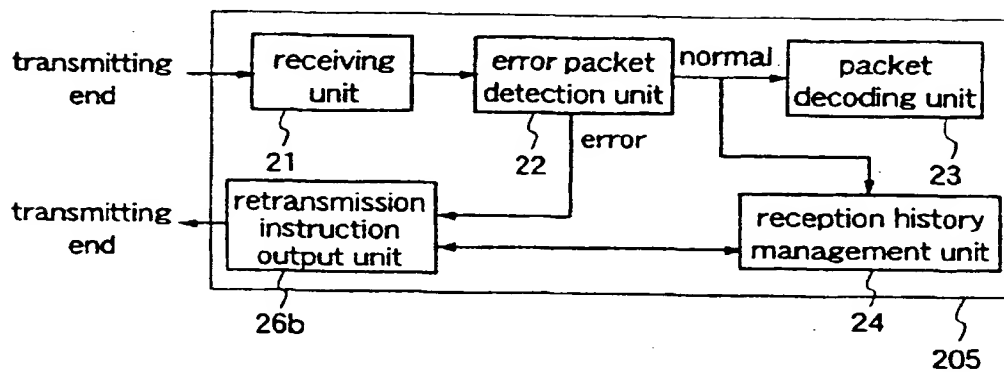 transmitting
end
receiving
unit
21
error packet
detection unit
22
normal
error
packet
decoding unit
23
transmitting
end
retransmission
instruction
output unit
26b
reception history
management unit
24
205